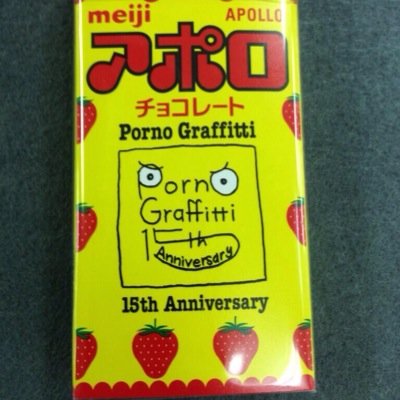 meiji APOLLO
アポロ
チョコレート
Porno Graffitti
Porno
Graffitti
15th
Anniversary
15th Anniversary